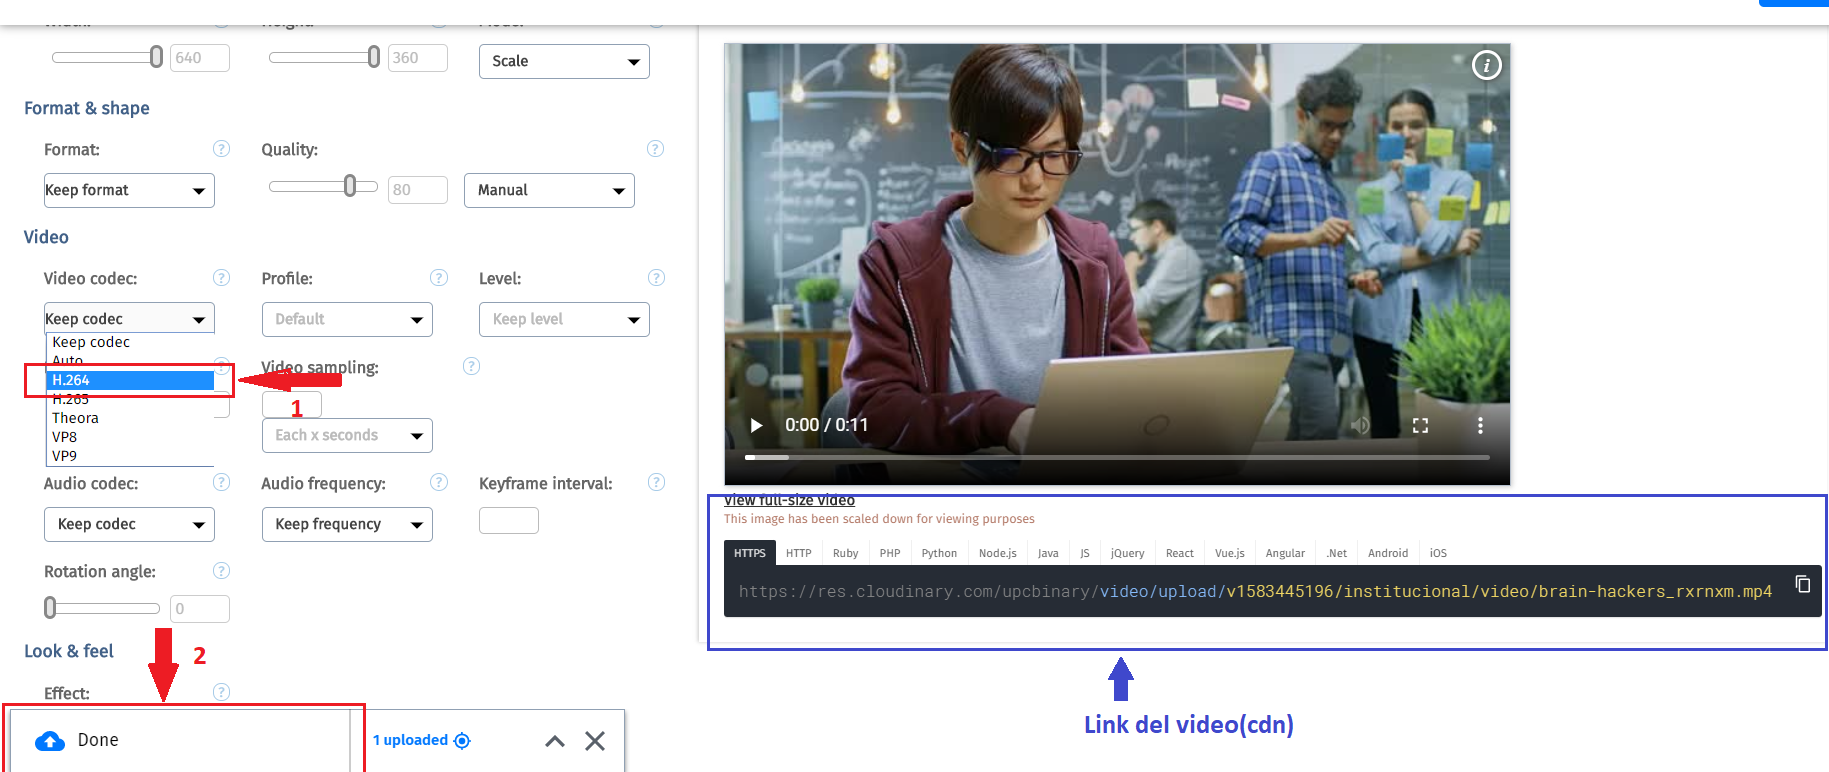 Width:
Height:
Mode:
640
360
Scale
Format & shape
Format:
Quality:
Keep format
80
Manual
Video
Video codec:
Profile:
Level:
Keep codec
Default
Keep level
Keep codec
Auto
H.264
H.265
Theora
VP8
VP9
Video sampling:
1
Each x seconds
Audio codec:
Audio frequency:
Keyframe interval:
Keep codec
Keep frequency
Rotation angle:
0
2
Look & feel
Effect:
Done
1 uploaded
0:00 / 0:11
View full-size video
This image has been scaled down for viewing purposes
HTTPS HTTP Ruby PHP Python Node.js Java JS jQuery React Vue.js Angular .Net Android iOS
https://res.cloudinary.com/upcbinary/video/upload/v1583445196/institucional/video/brain-hackers_rxrnxm.mp4
Link del video(cdn)